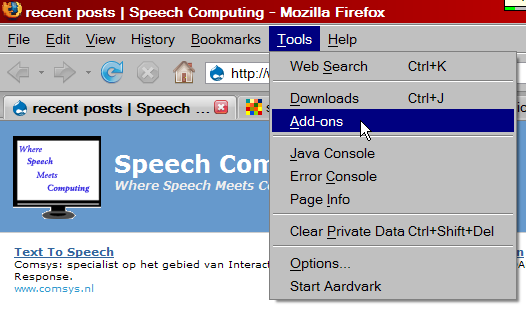 recent posts | Speech Computing - Mozilla Firefox
File Edit View History Bookmarks Tools Help
http://
recent posts | Speech ...
Web Search Ctrl+K
Downloads Ctrl+J
Add-ons
Java Console
Error Console
Page Info
Clear Private Data Ctrl+Shift+Del
Options...
Start Aardvark
Where
Speech
Meets
Computing
Speech Com
Where Speech Meets Co
Text To Speech
Comsys: specialist op het gebied van Interac
Response.
www.comsys.nl